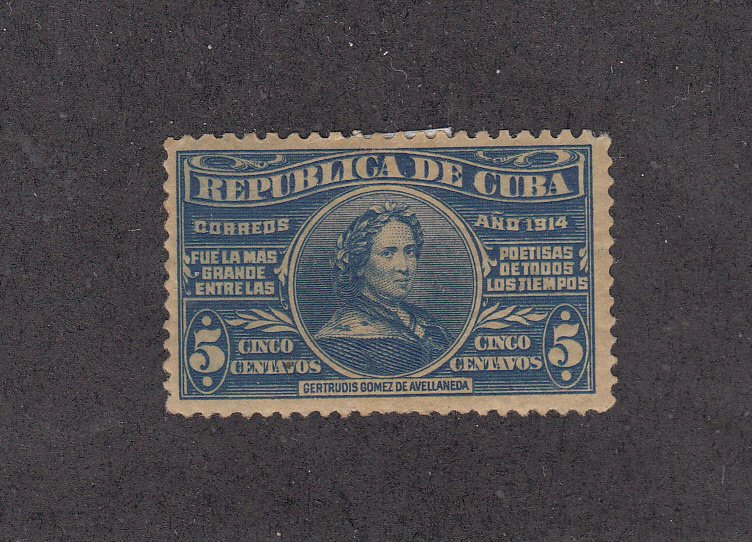 REPUBLICA DE CUBA
CORREOS
AÑO 1914
FUE LA MAS
GRANDE
ENTRE LAS
POETISAS
DE TODOS
LOS TIEMPOS
5
CINCO
CENTAVOS
CINCO
CENTAVOS
5
GERTRUDIS GOMEZ DE AVELLANEDA